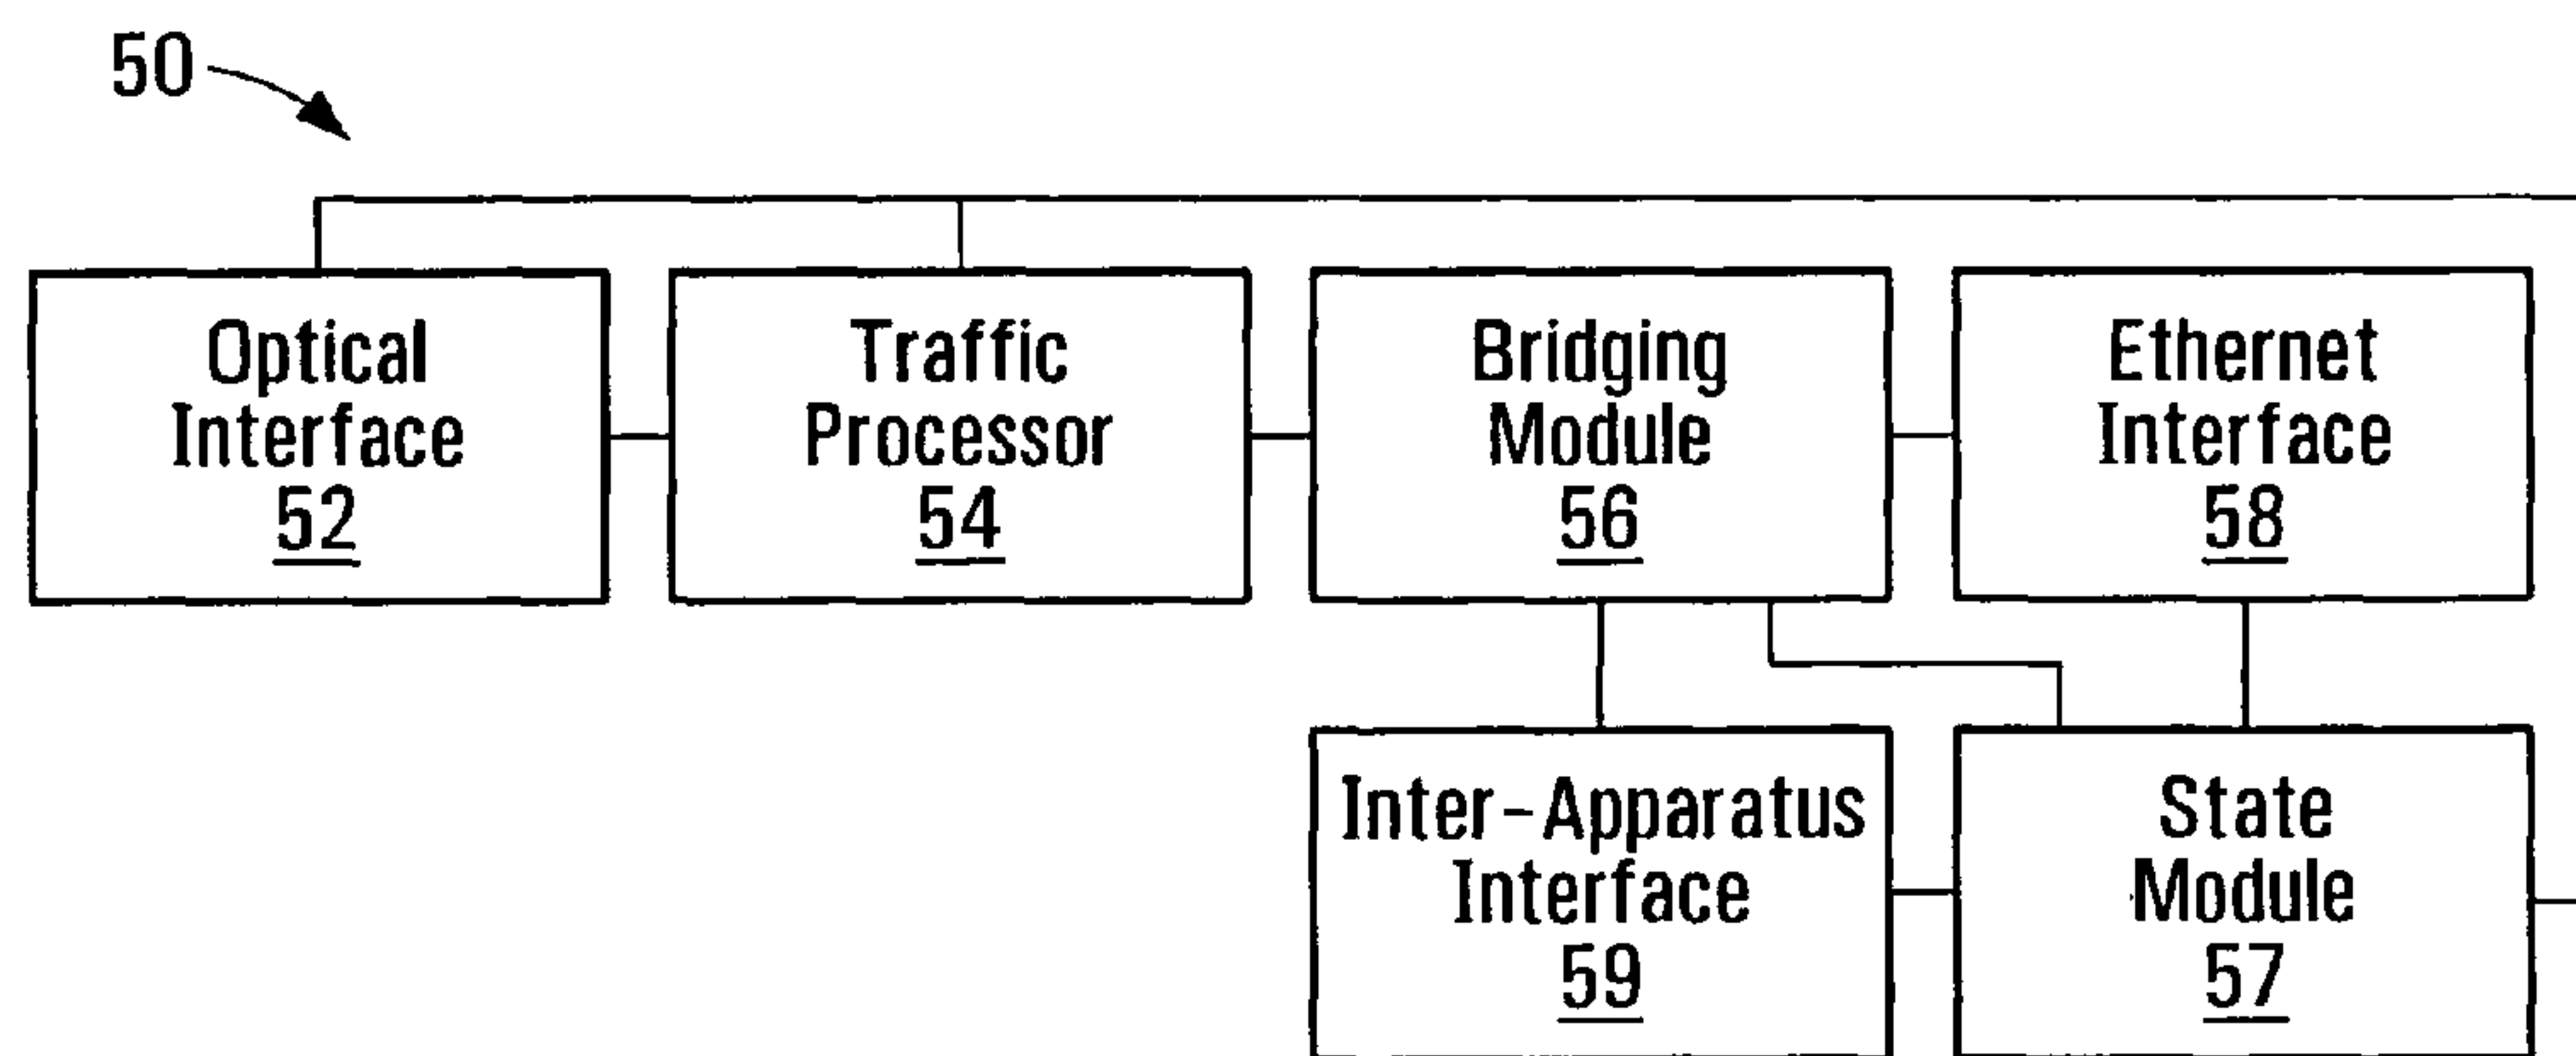 50
Optical
Interface
52
Traffic
Processor
54
Bridging
Module
56
Ethernet
Interface
58
Inter-Apparatus
Interface
59
State
Module
57